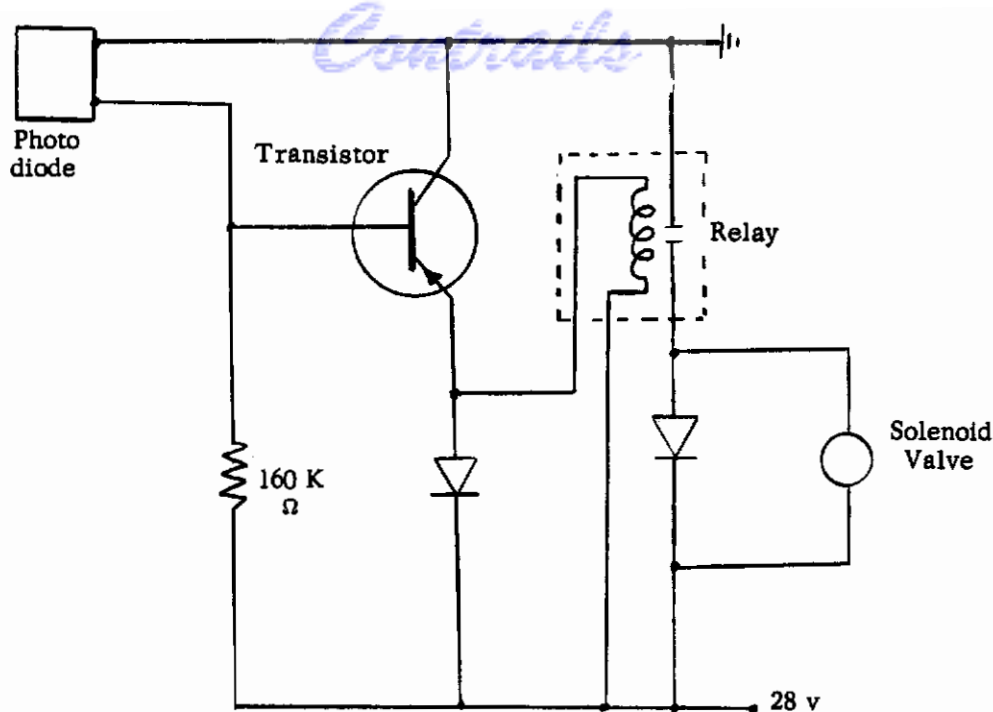 Contrails
Photo
diode
Transistor
Relay
160 K
Ω
Solenoid
Valve
28 v